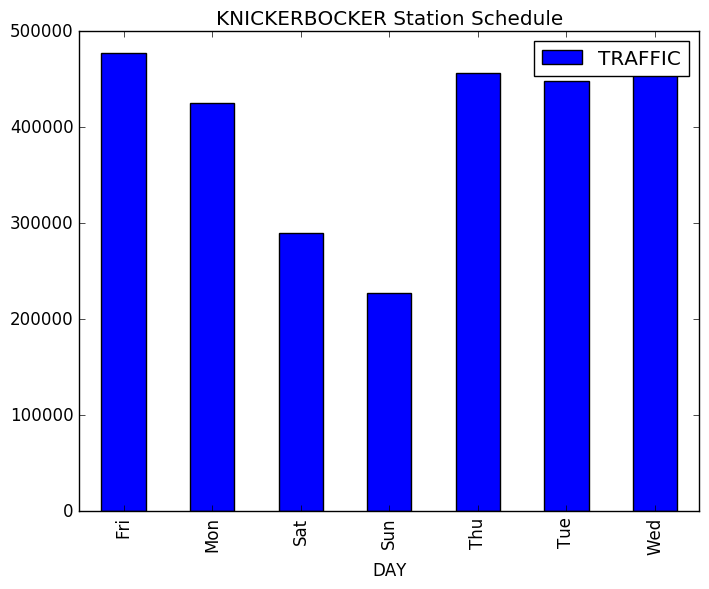 KNICKERBOCKER Station Schedule
500000
400000
300000
200000
100000
0
TRAFFIC
Fri
Mon
Sat
Sun
Thu
Tue
Wed
DAY